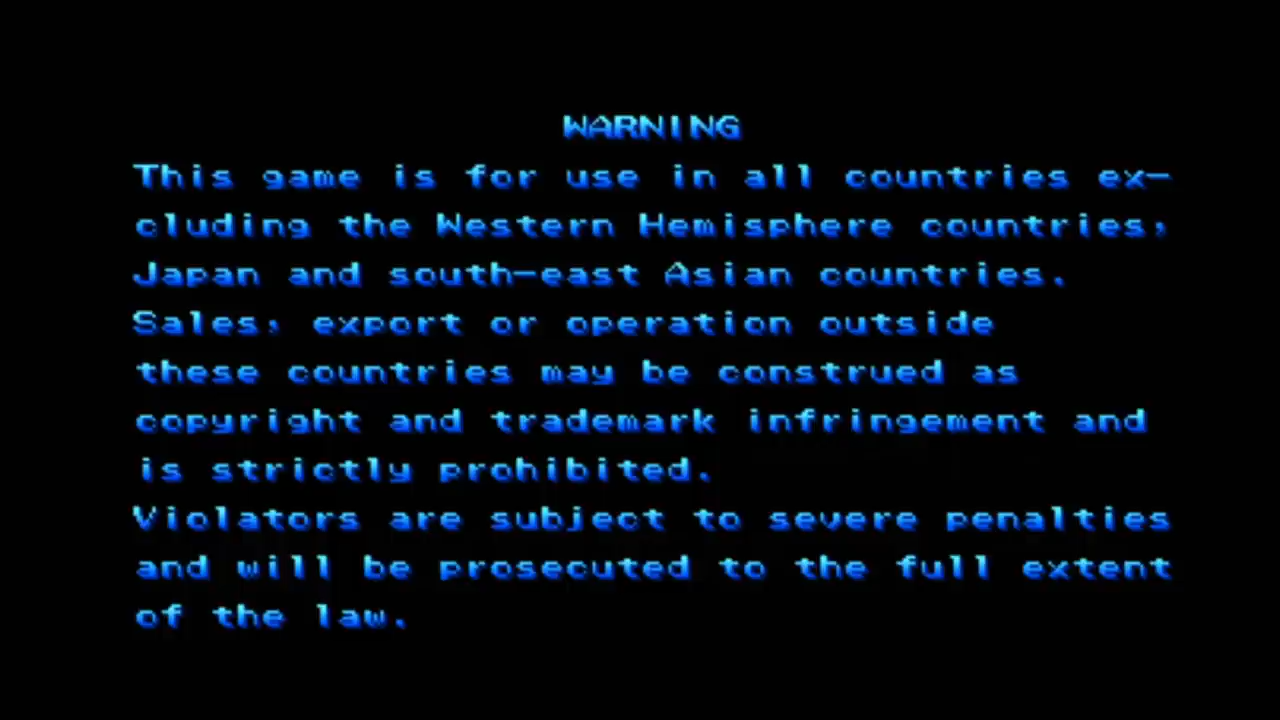 WARNING
This game is for use in all countries ex-
cluding the Western Hemisphere countries,
Japan and south-east Asian countries.
Sales, export or operation outside
these countries may be construed as
copyright and trademark infringement and
is strictly prohibited.
Violators are subject to severe penalties
and will be prosecuted to the full extent
of the law.